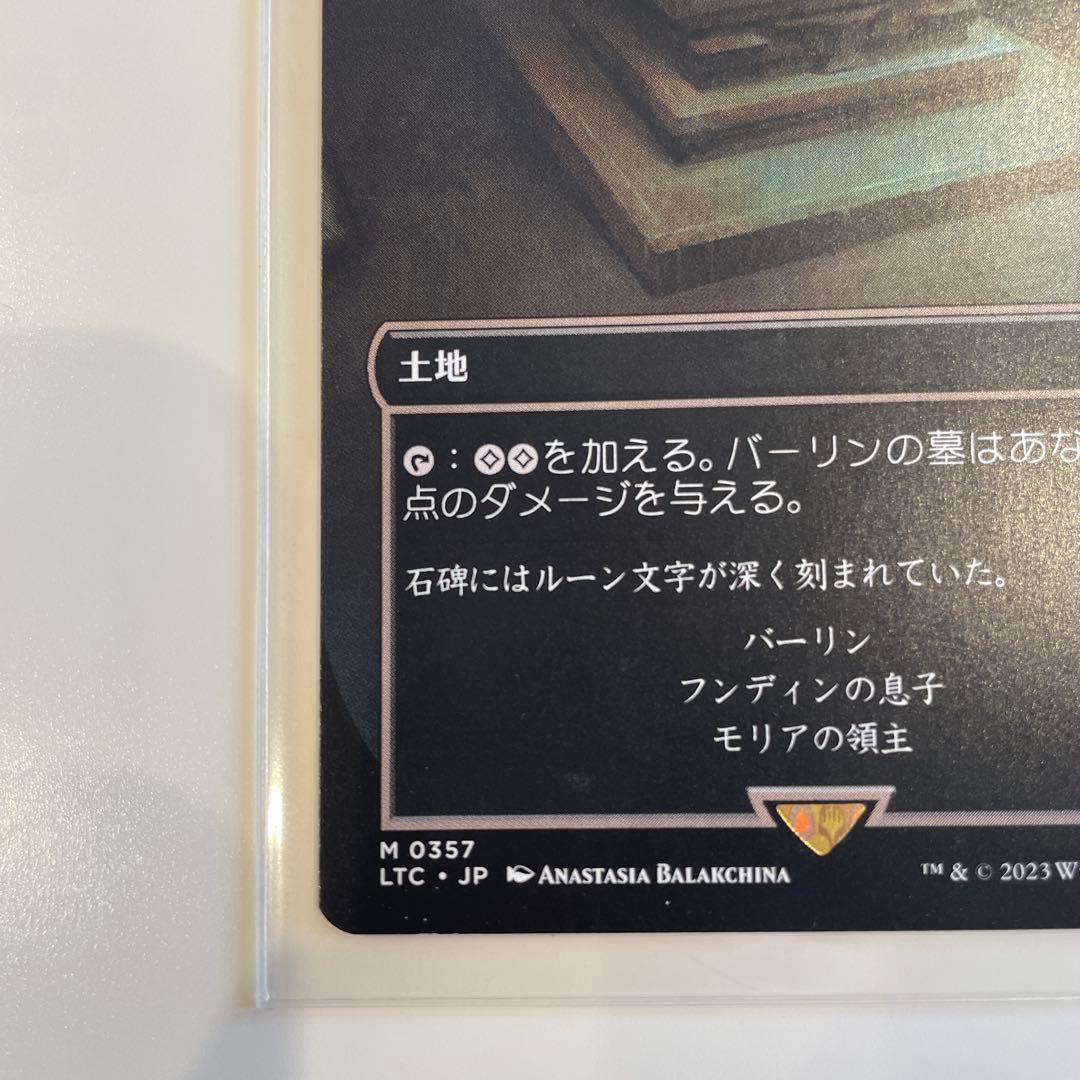 土地
:を加える。バーリンの墓はあな
点のダメージを与える。
石碑にはルーン文字が深く刻まれていた。
バーリン
フンディンの息子
モリアの領主
M 0357
LTC • JP ANASTASIA BALAKCHINA
™ & © 2023 W